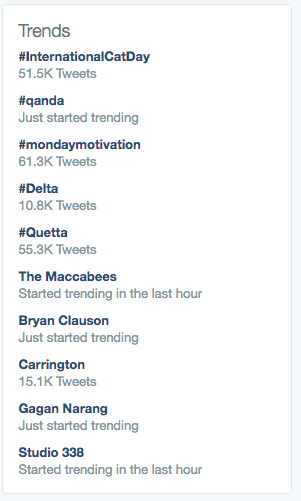 Trends
#InternationalCatDay
51.5K Tweets
#qanda
Just started trending
#mondaymotivation
61.3K Tweets
#Delta
10.8K Tweets
#Quetta
55.3K Tweets
The Maccabees
Started trending in the last hour
Bryan Clauson
Just started trending
Carrington
15.1K Tweets
Gagan Narang
Just started trending
Studio 338
Started trending in the last hour